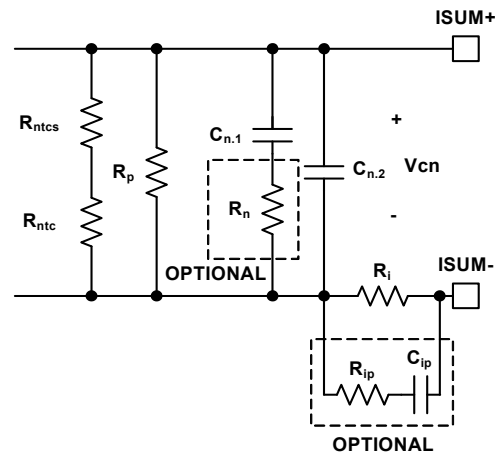 ISUM+
Rntcs
Cn.1
+
Rp
Cn.2
Vcn
Rntc
Rn
-
OPTIONAL
Ri
ISUM-
Rip
Cip
OPTIONAL